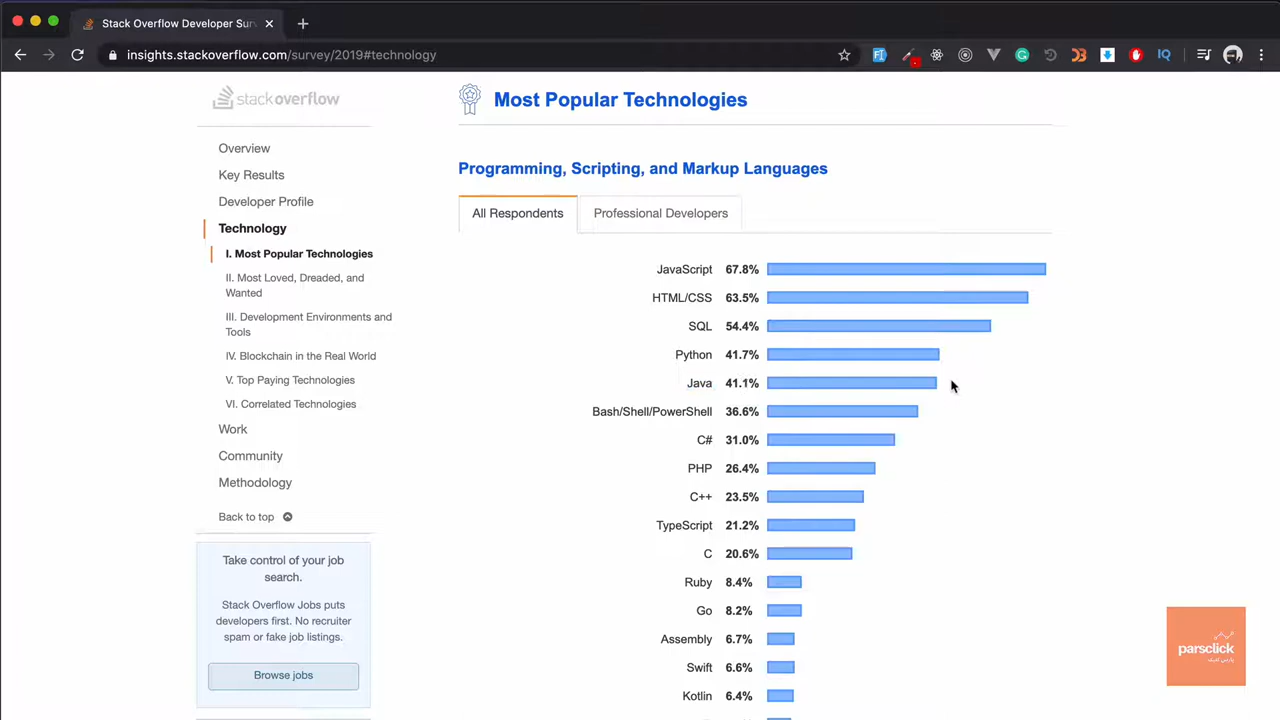 Stack Overflow Developer Sur
insights.stackoverflow.com/survey/2019#technology
stackoverflow
Overview
Key Results
Developer Profile
Technology
I. Most Popular Technologies
II. Most Loved, Dreaded, and
Wanted
III. Development Environments and
Tools
IV. Blockchain in the Real World
V. Top Paying Technologies
VI. Correlated Technologies
Work
Community
Methodology
Back to top
Take control of your job
search.
Stack Overflow Jobs puts
developers first. No recruiter
spam or fake job listings.
Browse jobs
Most Popular Technologies
Programming, Scripting, and Markup Languages
All Respondents Professional Developers
JavaScript 67.8%
HTML/CSS 63.5%
SQL 54.4%
Python 41.7%
Java 41.1%
Bash/Shell/PowerShell 36.6%
C# 31.0%
PHP 26.4%
C++ 23.5%
TypeScript 21.2%
C 20.6%
Ruby 8.4%
Go 8.2%
Assembly 6.7%
Swift 6.6%
Kotlin 6.4%
parsclick
پارس کلیک